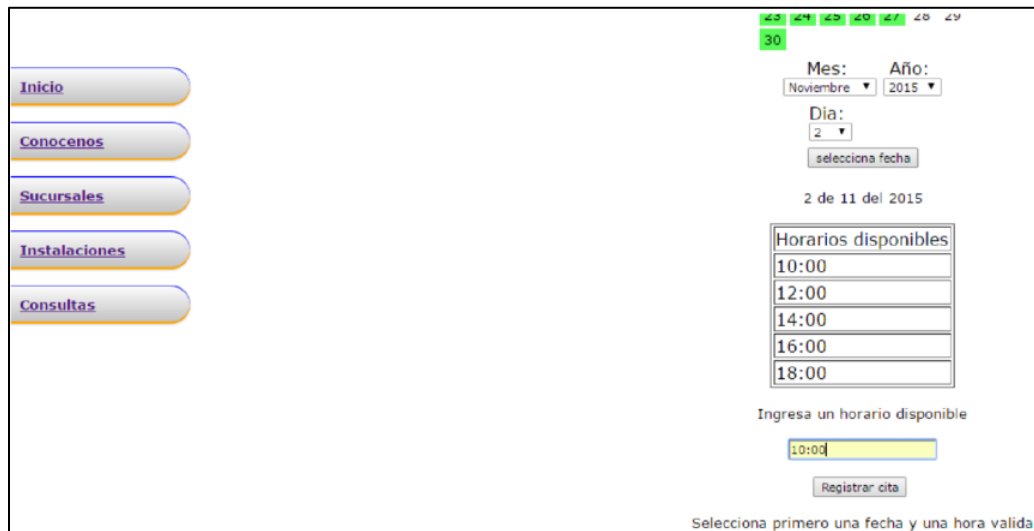 23 24 25 26 27 28 29
30
Inicio
Conocenos
Sucursales
Instalaciones
Consultas
Mes: Año:
Noviembre 2015
Dia:
2
selecciona fecha
2 de 11 del 2015
Horarios disponibles
10:00
12:00
14:00
16:00
18:00
Ingresa un horario disponible
10:00
Registrar cita
Selecciona primero una fecha y una hora valida